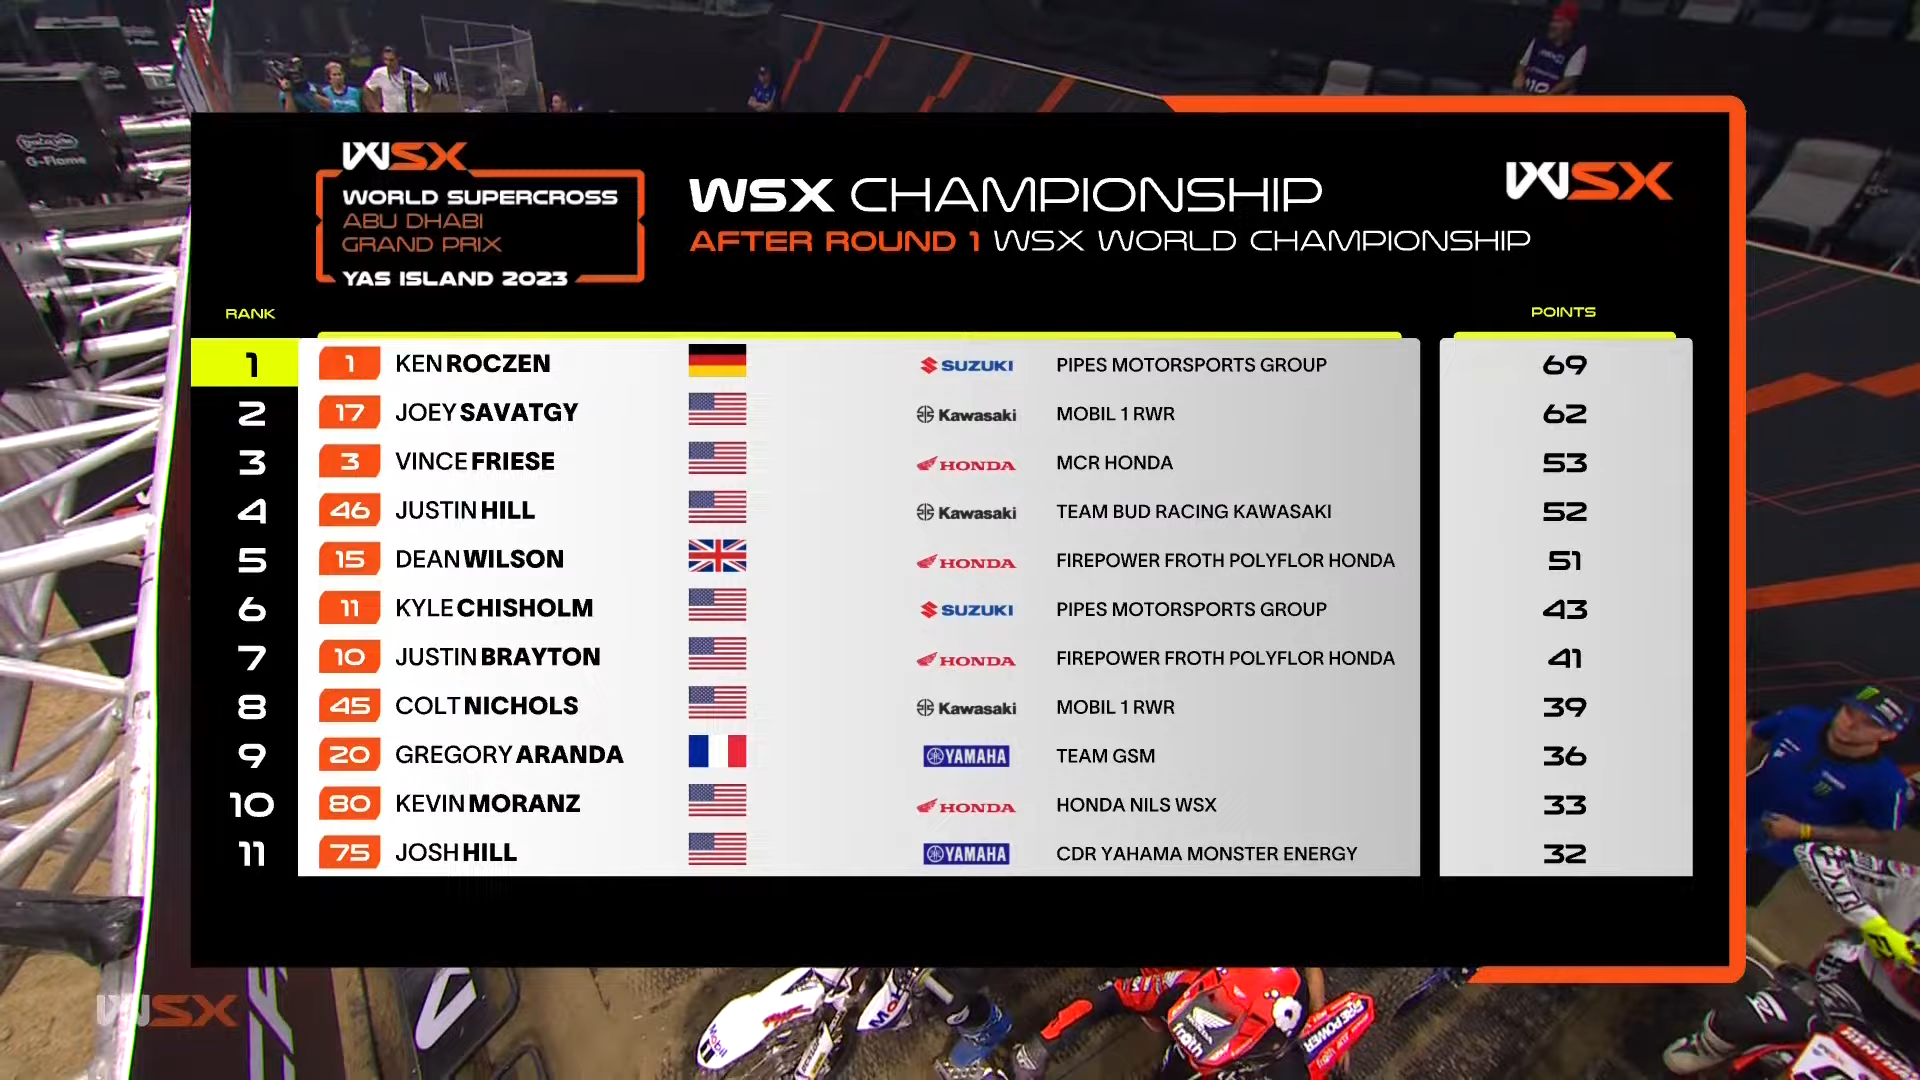 WSX
WORLD SUPERCROSS
ABU DHABI
GRAND PRIX
YAS ISLAND 2023
WSX CHAMPIONSHIP
AFTER ROUND 1 WSX WORLD CHAMPIONSHIP
WSX
RANK
POINTS
1 1 KEN ROCZEN SUZUKI PIPES MOTORSPORTS GROUP 69
2 17 JOEY SAVATGY Kawasaki MOBIL 1 RWR 62
3 3 VINCE FRIESE HONDA MCR HONDA 53
4 46 JUSTIN HILL Kawasaki TEAM BUD RACING KAWASAKI 52
5 15 DEAN WILSON HONDA FIREPOWER FROTH POLYFLOR HONDA 51
6 11 KYLE CHISHOLM SUZUKI PIPES MOTORSPORTS GROUP 43
7 10 JUSTIN BRAYTON HONDA FIREPOWER FROTH POLYFLOR HONDA 41
8 45 COLT NICHOLS Kawasaki MOBIL 1 RWR 39
9 20 GREGORY ARANDA YAMAHA TEAM GSM 36
10 80 KEVIN MORANZ HONDA HONDA NILS WSX 33
11 75 JOSH HILL YAMAHA CDR YAHAMA MONSTER ENERGY 32
G-Flame
WSX
Mobil 1
froth
FIREPOWER